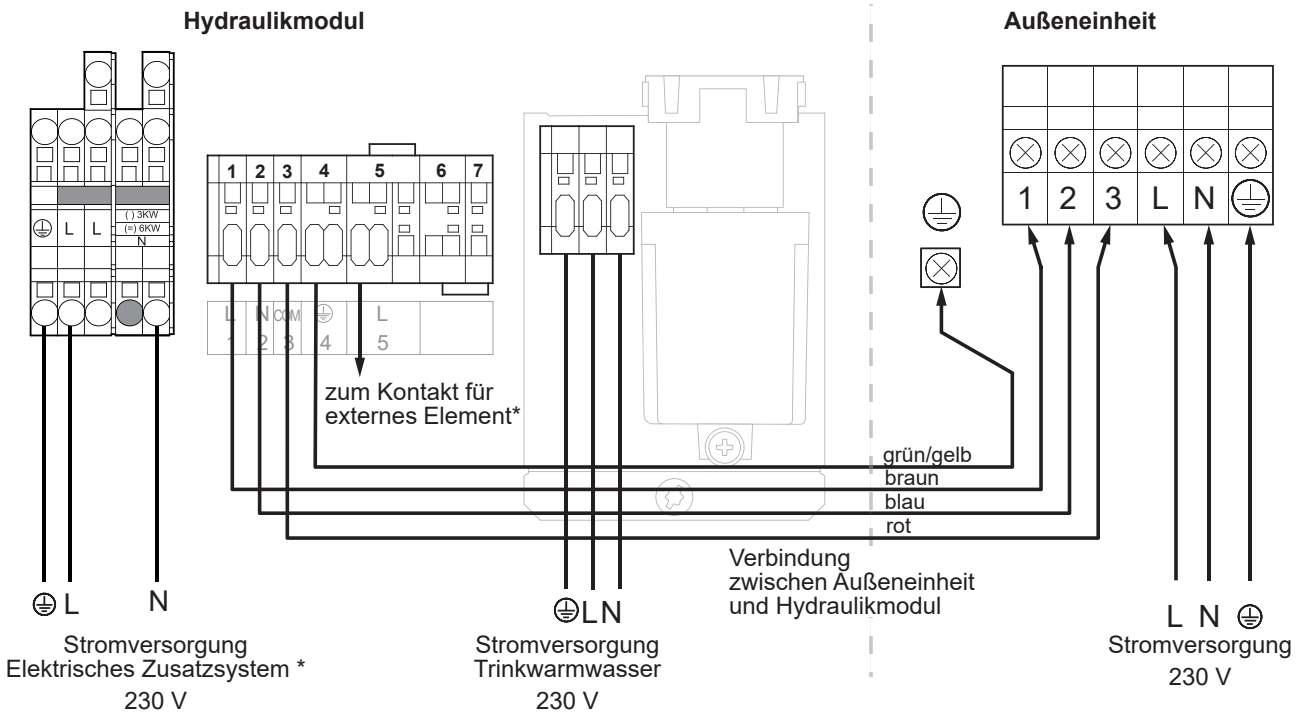 Hydraulikmodul
Außeneinheit
1 2 3 4 5 6 7
L L
( ) 3KW
(=) 6KW
N
1 2 3 L N
L N COM L
1 2 3 4 5
zum Kontakt für
externes Element*
grün/gelb
braun
blau
rot
Verbindung
zwischen Außeneinheit
und Hydraulikmodul
L N
Stromversorgung
Elektrisches Zusatzsystem *
230 V
L N
Stromversorgung
Trinkwarmwasser
230 V
L N
Stromversorgung
230 V